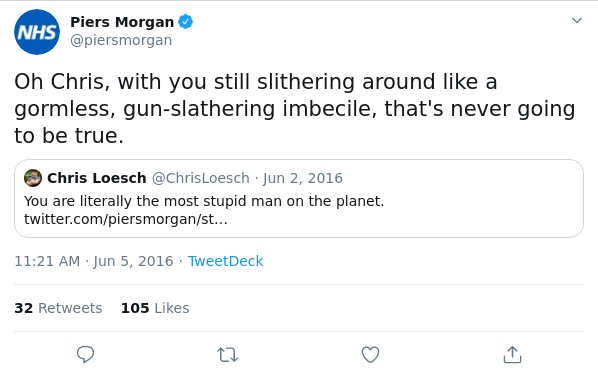 NHS
Piers Morgan
@piersmorgan
Oh Chris, with you still slithering around like a
gormless, gun-slathering imbecile, that's never going
to be true.
Chris Loesch @ChrisLoesch · Jun 2, 2016
You are literally the most stupid man on the planet.
twitter.com/piersmorgan/st...
11:21 AM · Jun 5, 2016 · TweetDeck
32 Retweets 105 Likes